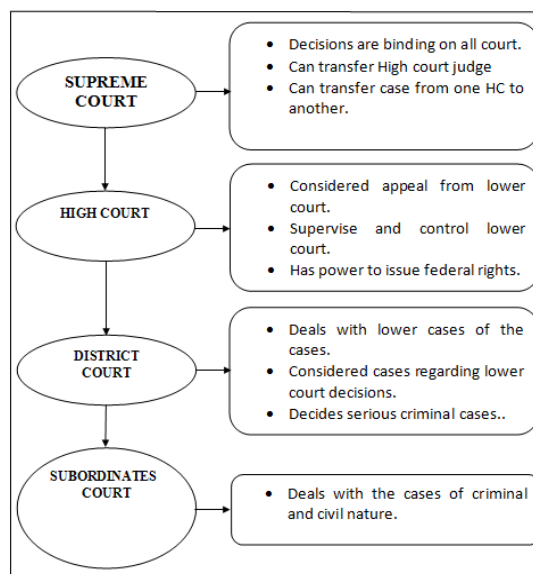 SUPREME
COURT
• Decisions are binding on all court.
• Can transfer High court judge
• Can transfer case from one HC to
another.
HIGH COURT
• Considered appeal from lower
court.
• Supervise and control lower
court.
• Has power to issue federal rights.
DISTRICT
COURT
• Deals with lower cases of the
cases.
• Considered cases regarding lower
court decisions.
• Decides serious criminal cases..
SUBORDINATES
COURT
• Deals with the cases of criminal
and civil nature.